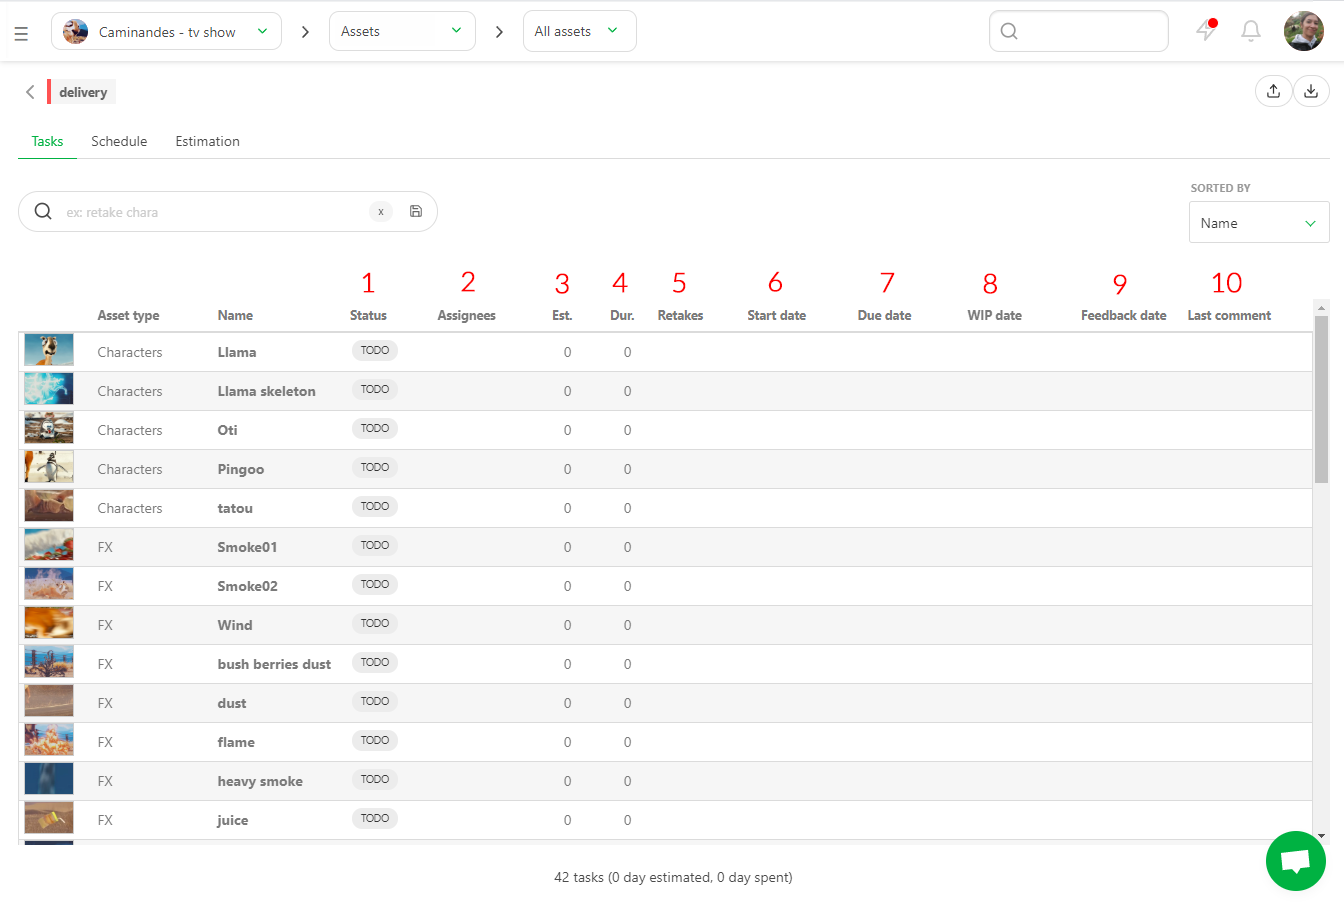 Caminandes - tv show
Assets
All assets
delivery
Tasks Schedule Estimation
ex: retake chara x
SORTED BY
Name
1 2 3 4 5 6 7 8 9 10
Asset type Name Status Assignees Est. Dur. Retakes Start date Due date WIP date Feedback date Last comment
Characters Llama TODO 0 0
Characters Llama skeleton TODO 0 0
Characters Oti TODO 0 0
Characters Pingoo TODO 0 0
Characters tatou TODO 0 0
FX Smoke01 TODO 0 0
FX Smoke02 TODO 0 0
FX Wind TODO 0 0
FX bush berries dust TODO 0 0
FX dust TODO 0 0
FX flame TODO 0 0
FX heavy smoke TODO 0 0
FX juice TODO 0 0
42 tasks (0 day estimated, 0 day spent)